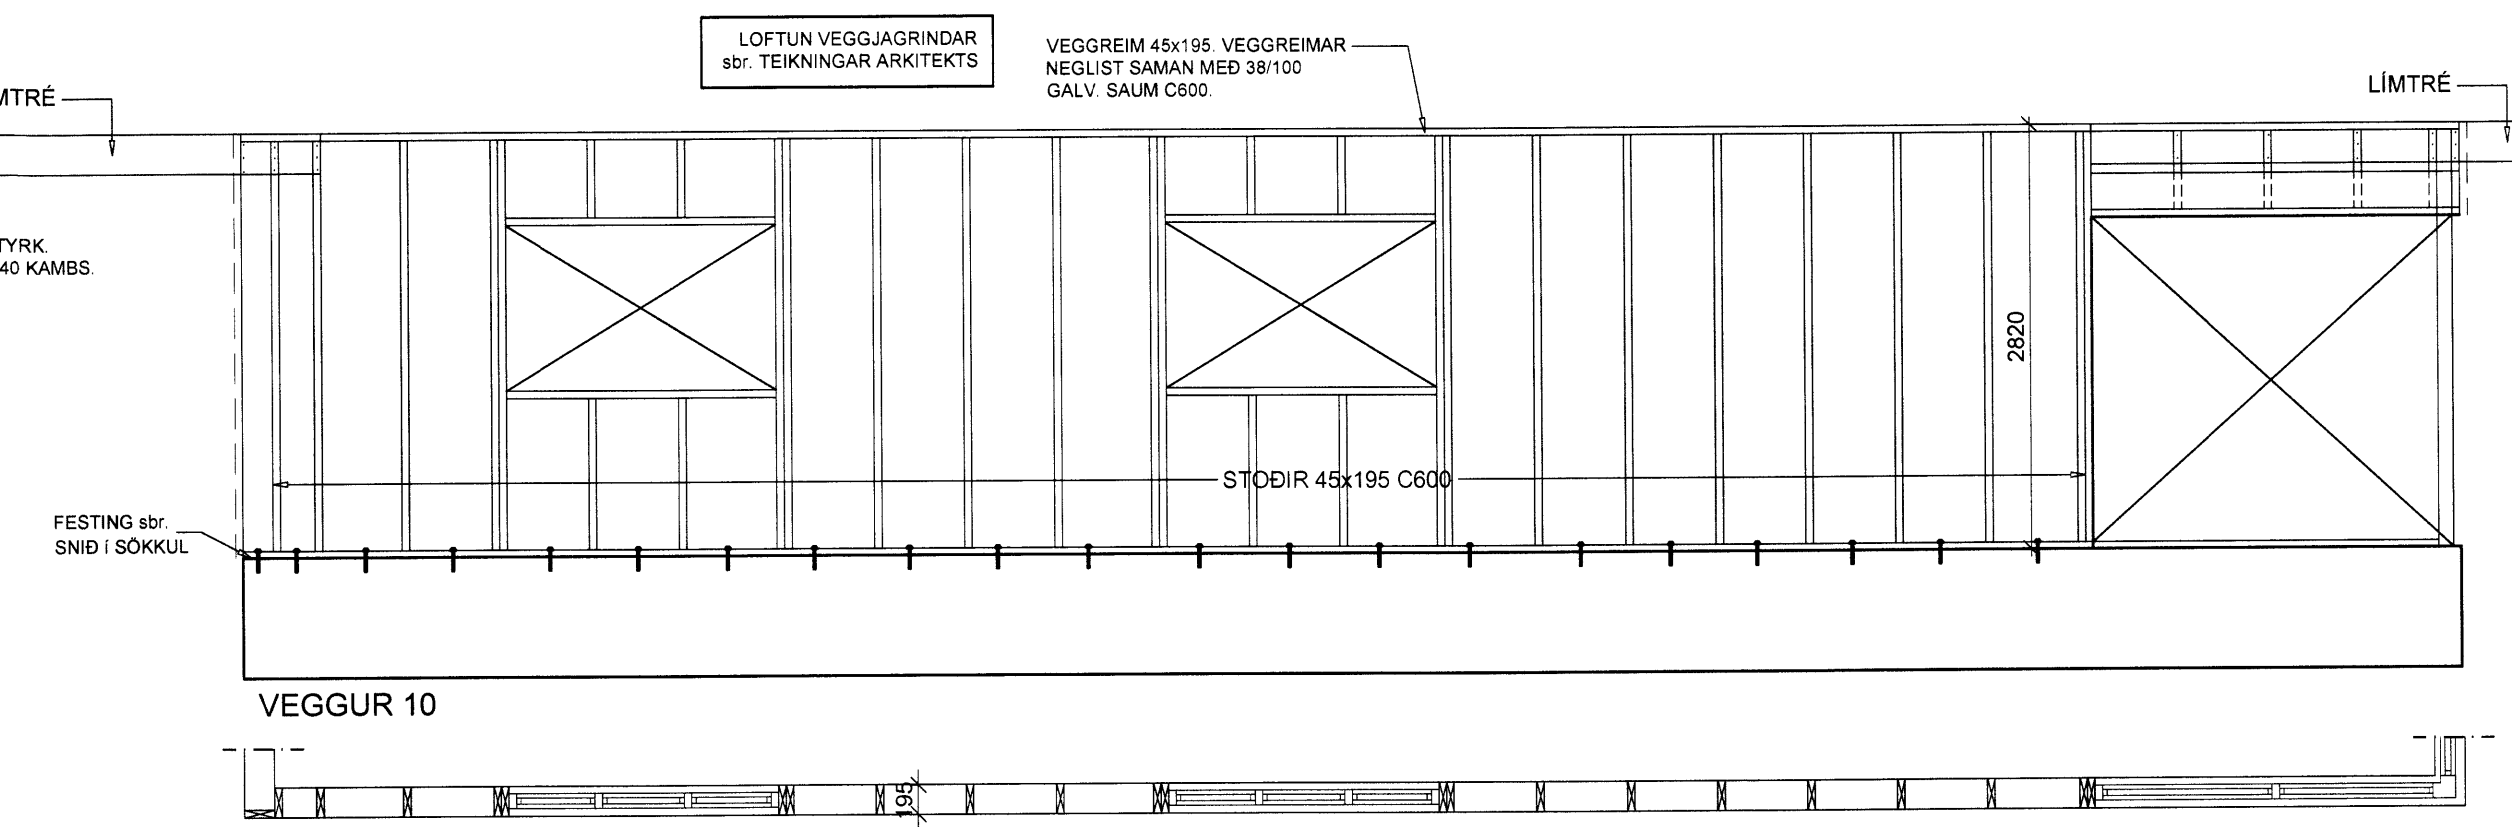 LOFTUN VEGGJAGRINDAR
sbr. TEIKNINGAR ARKITEKTS
VEGGREIM 45x195. VEGGREIMAR
NEGLIST SAMAN MEÐ 38/100
GALV. SAUM C600.
MTRÉ
LÍMTRÉ
TYRK.
40 KAMBS.
2820
STOÐIR 45x195 C600
FESTING sbr.
SNIÐ Í SÖKKUL
VEGGUR 10
195